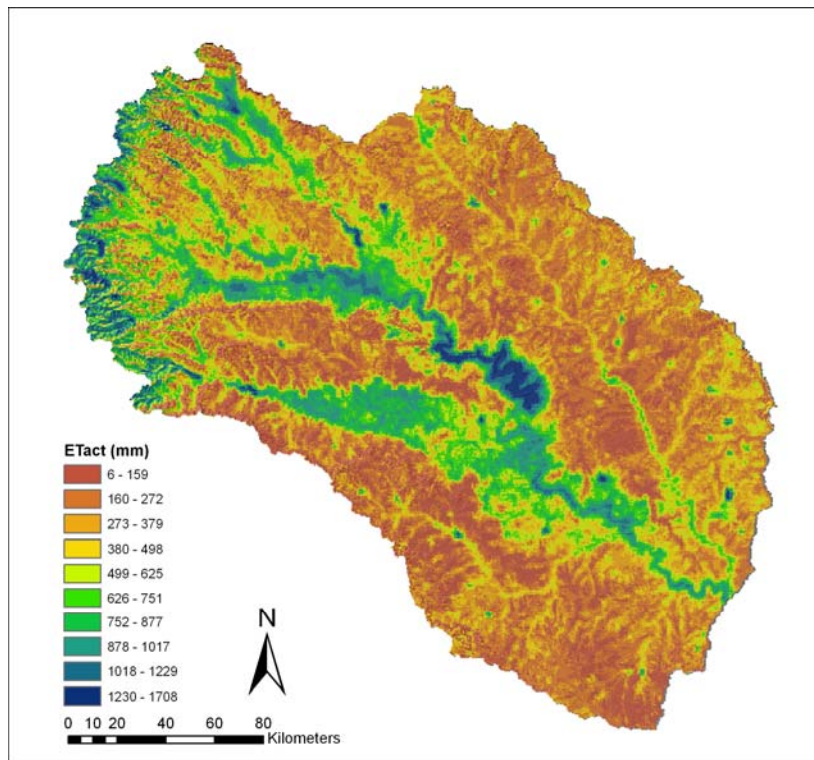 ETact (mm)
6 - 159
160 - 272
273 - 379
380 - 498
499 - 625
626 - 751
752 - 877
878 - 1017
1018 - 1229
1230 - 1708
N
0 10 20 40 60 80
Kilometers